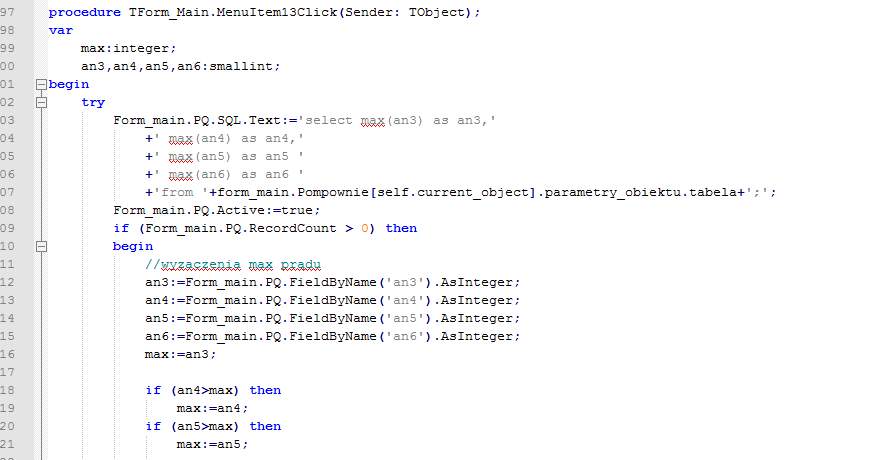 97 procedure TForm_Main.MenuItem13Click(Sender: TObject);
98 var
99 max:integer;
00 an3,an4,an5,an6:smallint;
01 begin
02 try
03 Form_main.PQ.SQL.Text:='select max(an3) as an3,'
04 +' max(an4) as an4,'
05 +' max(an5) as an5 '
06 +' max(an6) as an6 '
07 +'from '+form_main.Pompownie[self.current_object].parametry_obiektu.tabela+';';
08 Form_main.PQ.Active:=true;
09 if (Form_main.PQ.RecordCount > 0) then
10 begin
11 //wyzaczenia max pradu
12 an3:=Form_main.PQ.FieldByName('an3').AsInteger;
13 an4:=Form_main.PQ.FieldByName('an4').AsInteger;
14 an5:=Form_main.PQ.FieldByName('an5').AsInteger;
15 an6:=Form_main.PQ.FieldByName('an6').AsInteger;
16 max:=an3;
17
18 if (an4>max) then
19 max:=an4;
20 if (an5>max) then
21 max:=an5;